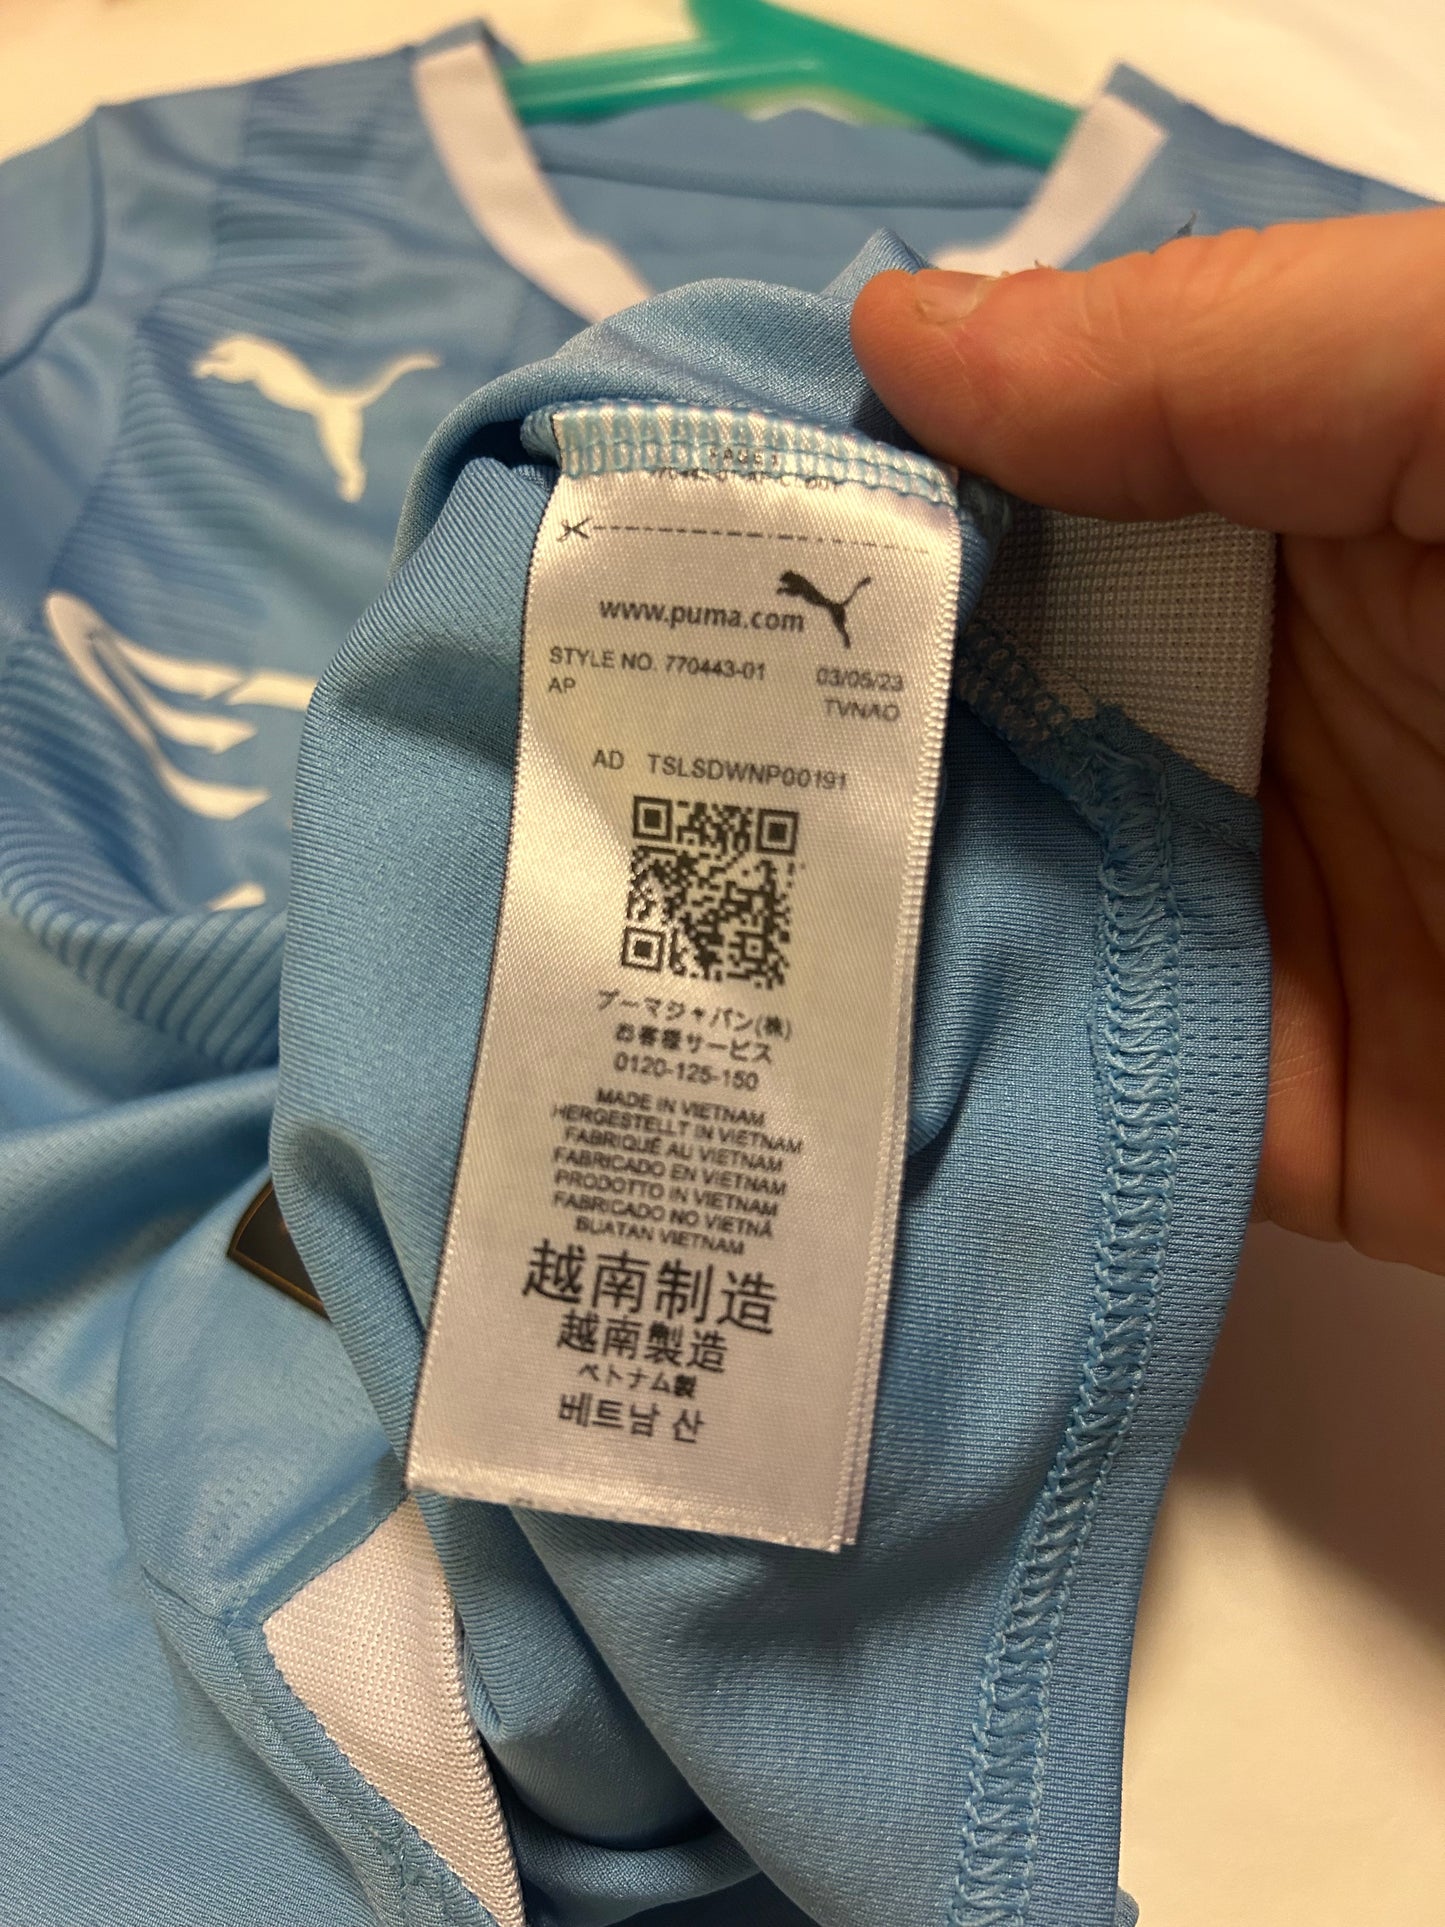 PAGE 1
www.puma.com
STYLE NO. 770443-01 03/05/23
AP TVNAO
AD TSLSDWNP00191
プーマジャパン(株)
お客様サービス
0120-125-150
MADE IN VIETNAM
HERGESTELLT IN VIETNAM
FABRIQUÉ AU VIETNAM
FABRICADO EN VIETNAM
PRODOTTO IN VIETNAM
FABRICADO NO VIETNÃ
BUATAN VIETNAM
越南制造
越南製造
ベトナム製
베트남 산